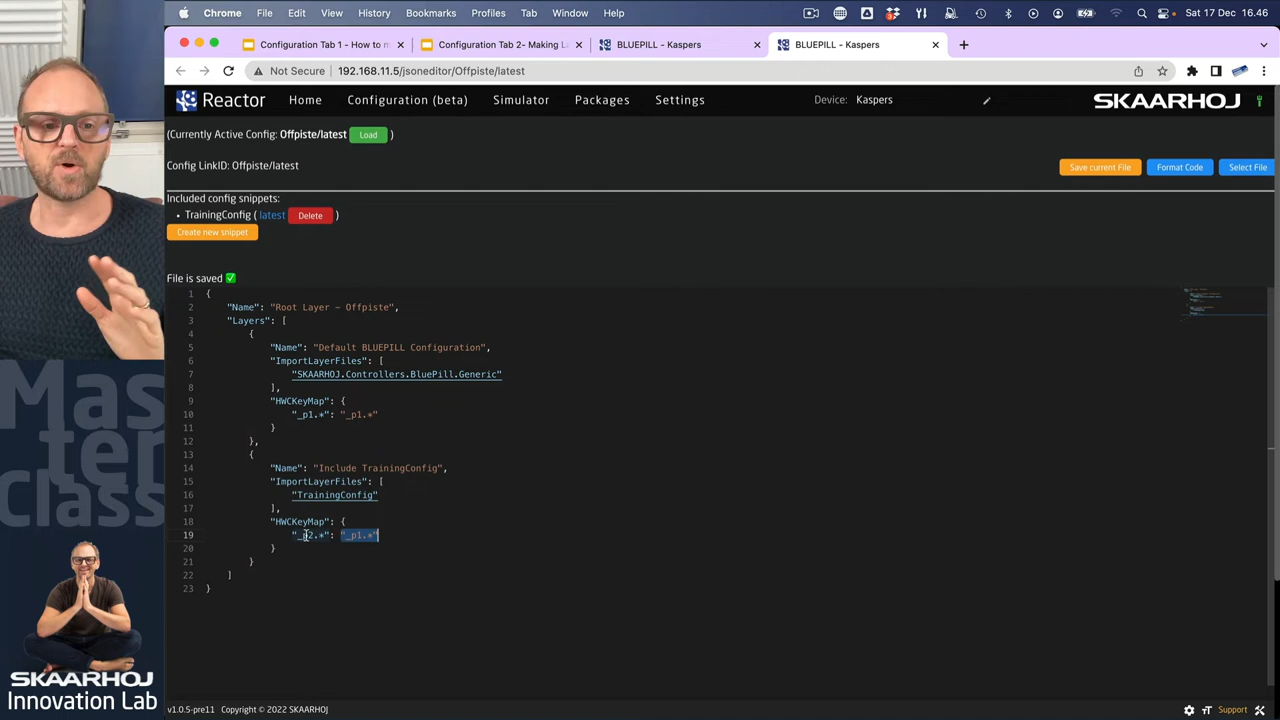 Chrome File Edit View History Bookmarks Profiles Tab Window Help Sat 17 Dec 16.46
Configuration Tab 1 - How to m × Configuration Tab 2- Making L × BLUEPILL - Kaspers × BLUEPILL - Kaspers × +
Not Secure 192.168.11.5/jsoneditor/Offpiste/latest
Reactor Home Configuration (beta) Simulator Packages Settings Device: Kaspers SKAARHOJ
(Currently Active Config: Offpiste/latest Load )
Config LinkID: Offpiste/latest Save current File Format Code Select File
Included config snippets:
• TrainingConfig ( latest Delete )
Create new snippet
File is saved ✅
1 {
2 "Name": "Root Layer - Offpiste",
3 "Layers": [
4 {
5 "Name": "Default BLUEPILL Configuration",
6 "ImportLayerFiles": [
7 "SKAARHOJ.Controllers.BluePill.Generic"
8 ],
9 "HWCKeyMap": {
10 "_p1.*": "_p1.*"
11 }
12 },
13 {
14 "Name": "Include TrainingConfig",
15 "ImportLayerFiles": [
16 "TrainingConfig"
17 ],
18 "HWCKeyMap": {
19 "_p2.*": "_p1.*"
20 }
21 }
22 ]
23 }
Mas
ter
Class
SKAARHOJ
Innovation Lab
v1.0.5-pre11 Copyright © 2022 SKAARHOJ Support